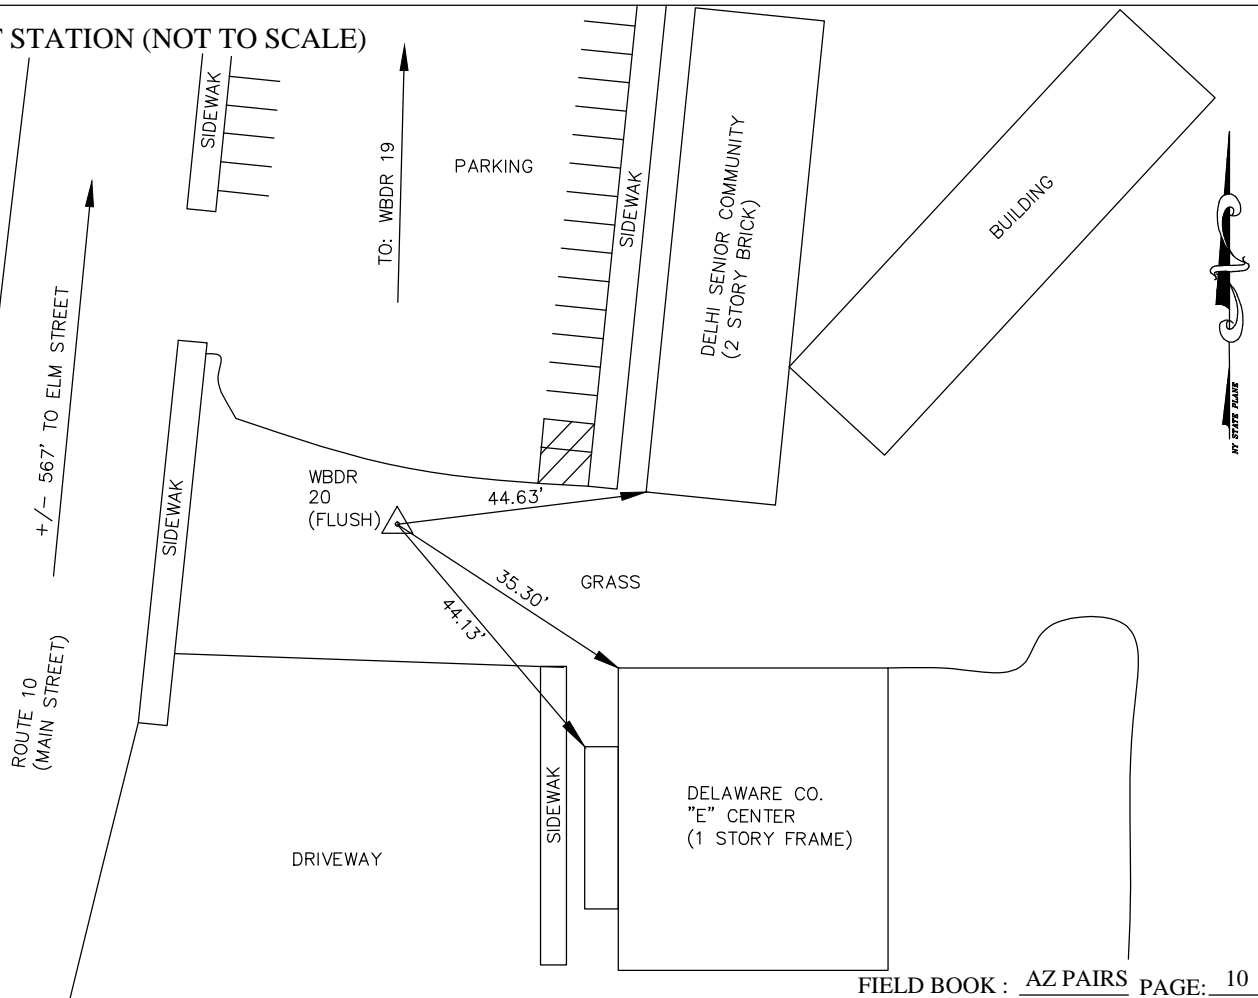 STATION (NOT TO SCALE)
SIDEWAK
TO: WBDR 19
PARKING
SIDEWAK
DELHI SENIOR COMMUNITY
(2 STORY BRICK)
BUILDING
NY STATE PLANE
+/- 567' TO ELM STREET
SIDEWAK
WBDR
20
(FLUSH)
44.63'
35.30'
44.13'
GRASS
ROUTE 10
(MAIN STREET)
SIDEWAK
DELAWARE CO.
"E" CENTER
(1 STORY FRAME)
DRIVEWAY
FIELD BOOK : AZ PAIRS PAGE: 10